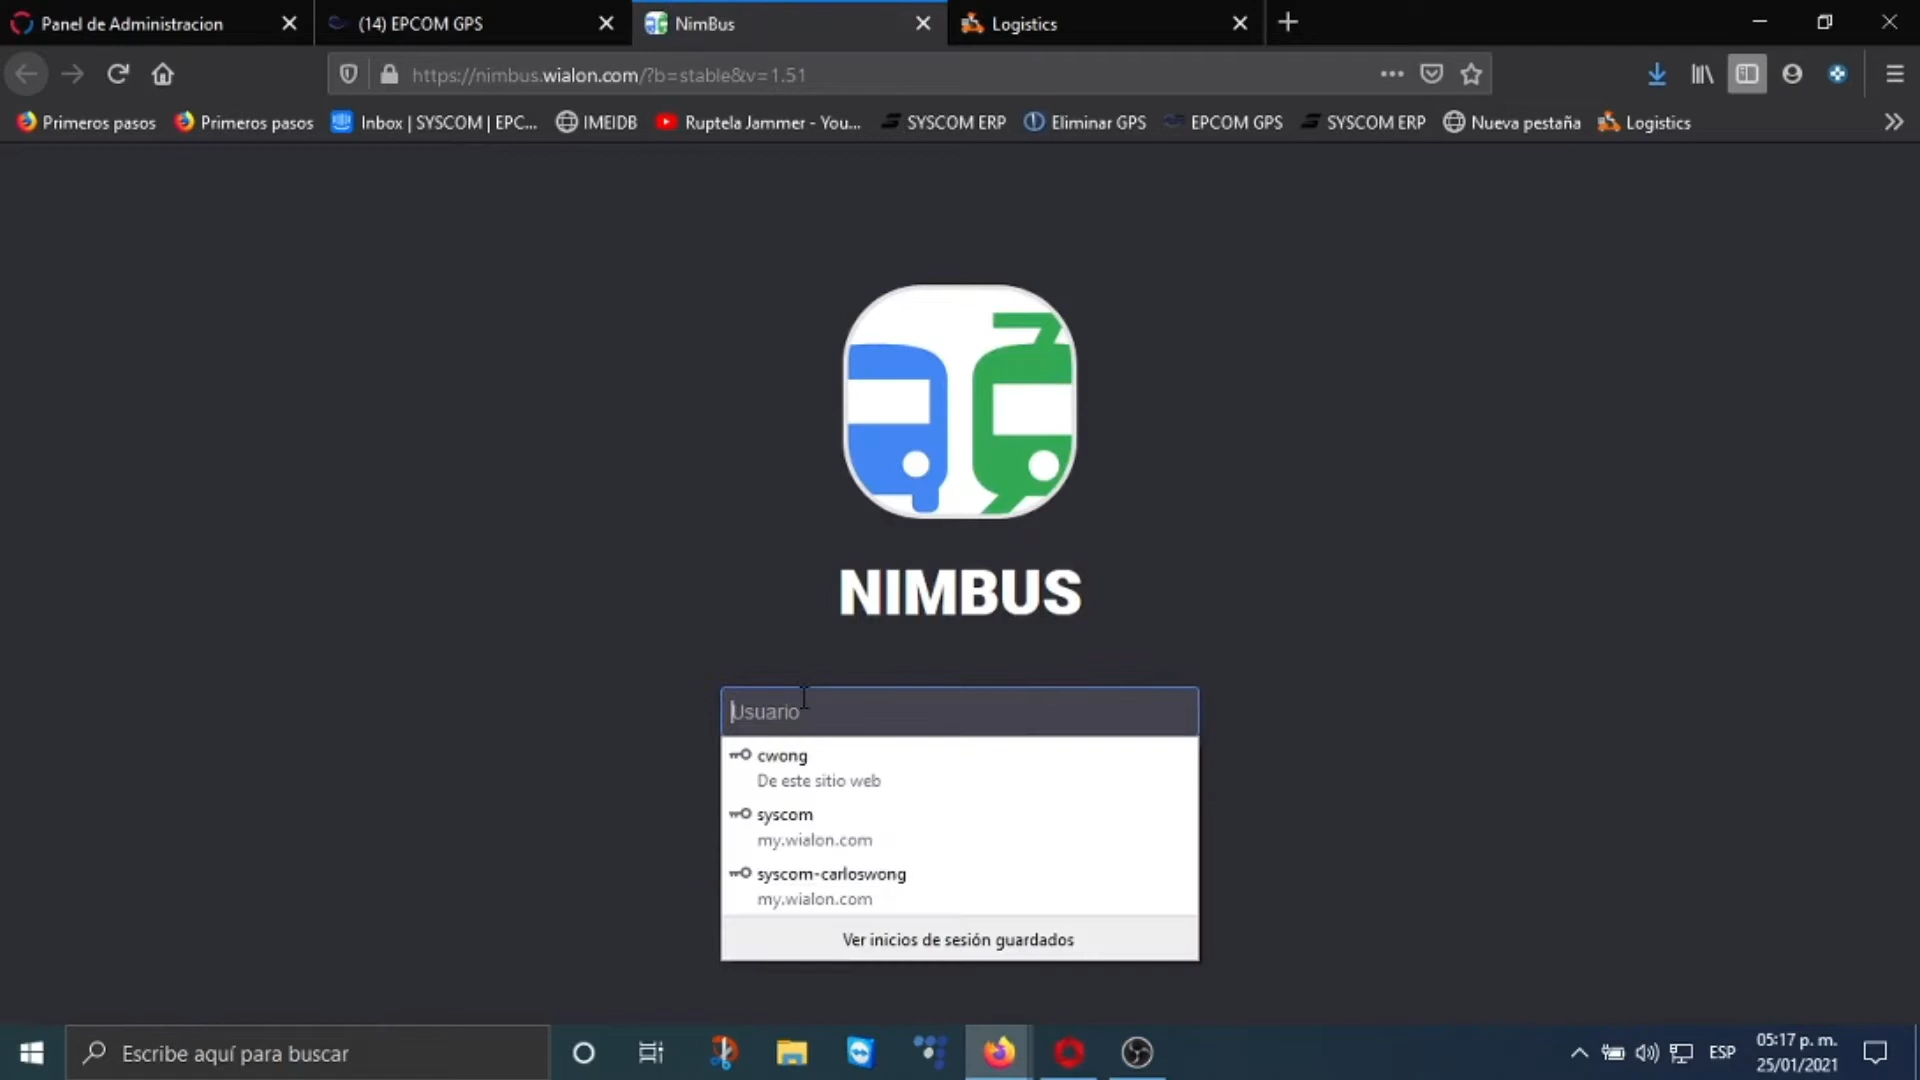 Panel de Administracion
(14) EPCOM GPS
NimBus
Logistics
https://nimbus.wialon.com/?b=stable&v=1.51
Primeros pasos
Primeros pasos
Inbox | SYSCOM | EPC...
IMEIDB
Ruptela Jammer - You...
SYSCOM ERP
Eliminar GPS
EPCOM GPS
SYSCOM ERP
Nueva pestaña
Logistics
NIMBUS
Usuario
cwong
De este sitio web
syscom
my.wialon.com
syscom-carloswong
my.wialon.com
Ver inicios de sesión guardados
Escribe aquí para buscar
ESP
05:17 p. m.
25/01/2021